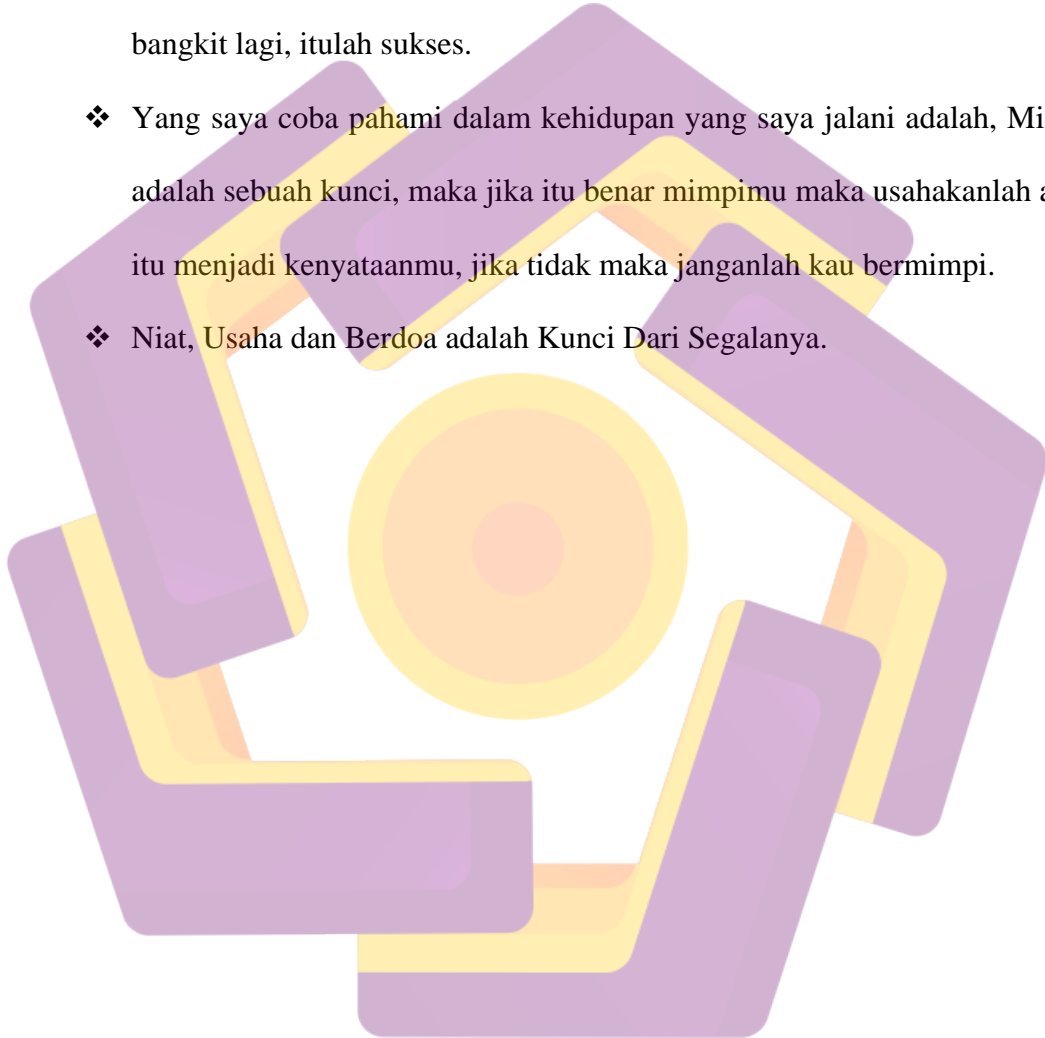 bangkit lagi, itulah sukses.
❖ Yang saya coba pahami dalam kehidupan yang saya jalani adalah, Mi
adalah sebuah kunci, maka jika itu benar mimpimu maka usahakanlah a
itu menjadi kenyataanmu, jika tidak maka janganlah kau bermimpi.
❖ Niat, Usaha dan Berdoa adalah Kunci Dari Segalanya.